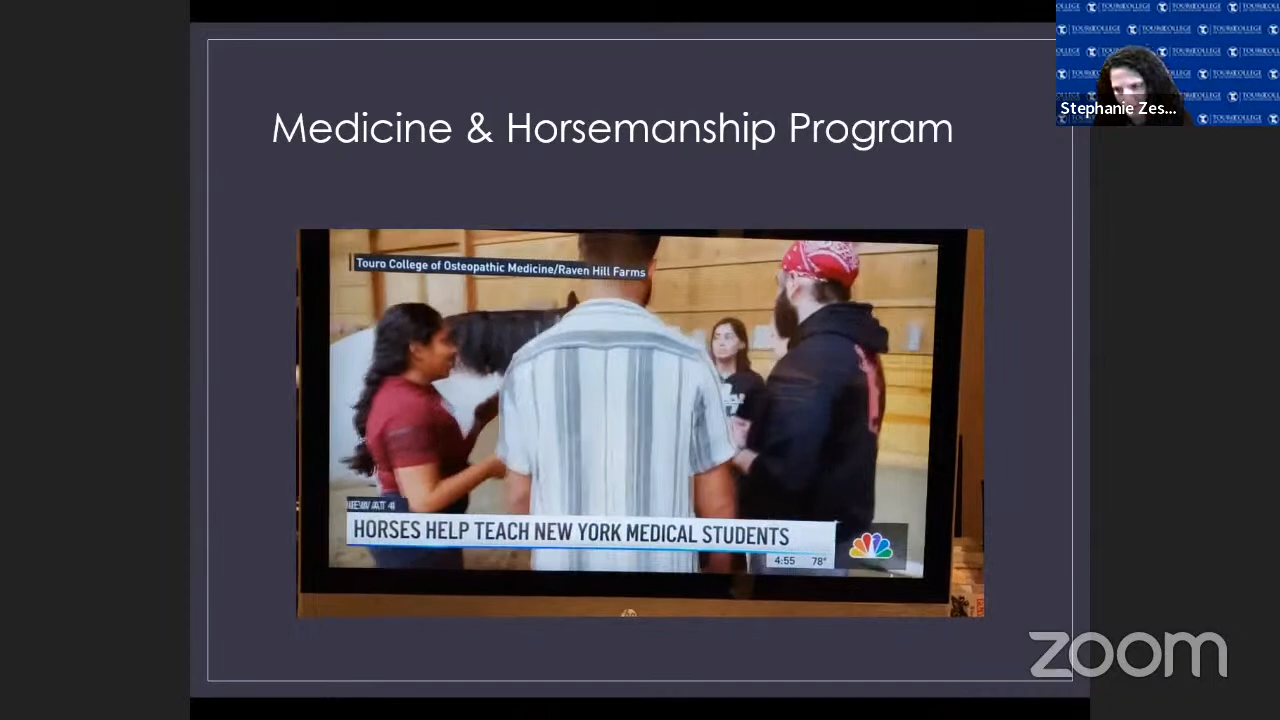 Medicine & Horsemanship Program
Stephanie Zes...
Touro College of Osteopathic Medicine/Raven Hill Farms
NEW AT 4
HORSES HELP TEACH NEW YORK MEDICAL STUDENTS
4:55 78°
zoom